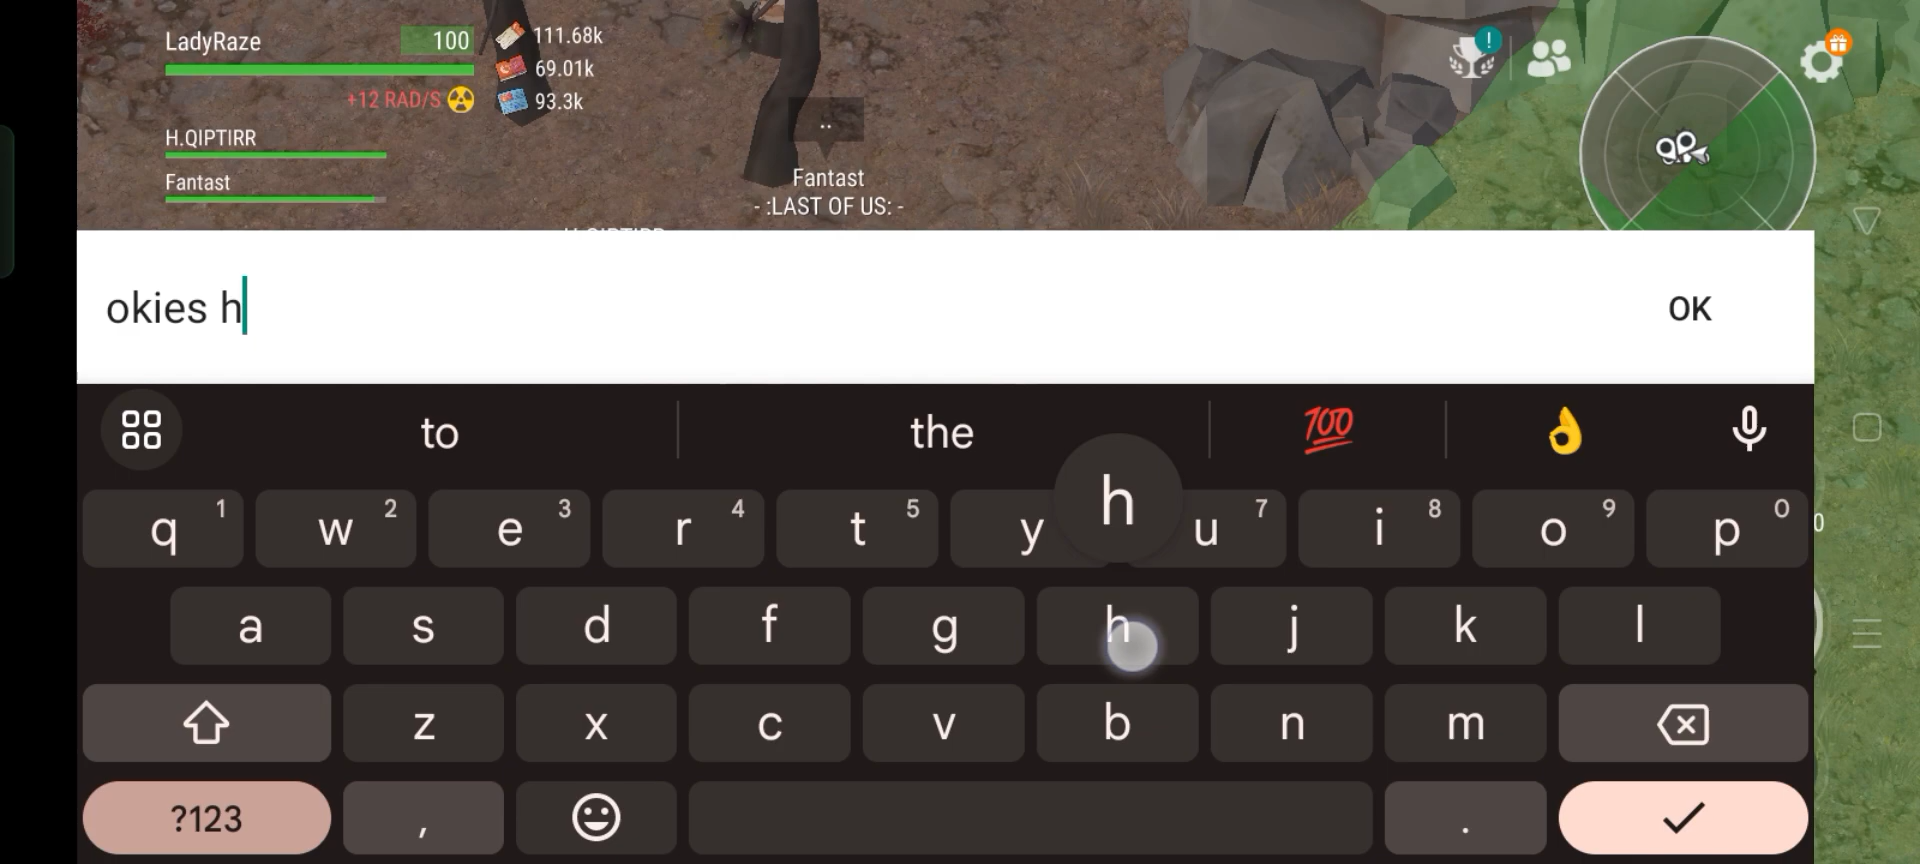 LadyRaze 100
111.68k
69.01k
+12 RAD/S
93.3k
H.QIPTIRR
Fantast
..
Fantast
- :LAST OF US: -
!
okies h
OK
to the 💯 👌
h
q 1 w 2 e 3 r 4 t 5 y u 7 i 8 o 9 p 0
a s d f g h j k l
z x c v b n m
?123 , .